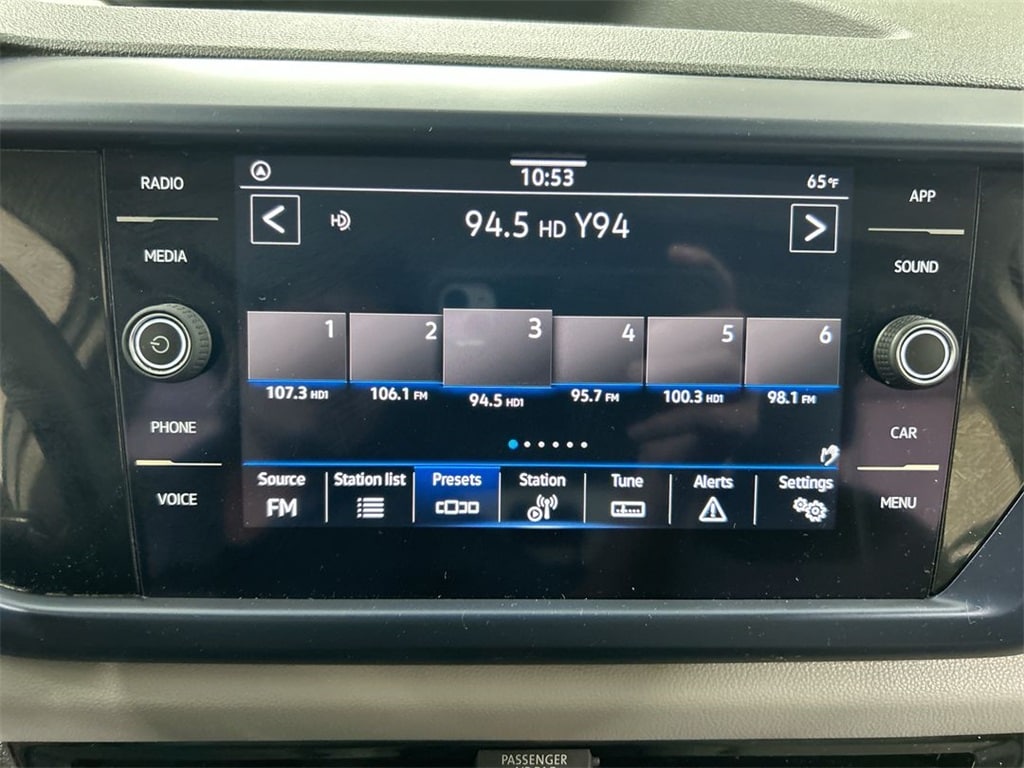 RADIO
MEDIA
PHONE
VOICE
10:53
65°F
HD
94.5 HD Y94
1
2
3
4
5
6
107.3 HD1
106.1 FM
94.5 HD1
95.7 FM
100.3 HD1
98.1 FM
Source
FM
Station list
Presets
Station
Tune
Alerts
Settings
APP
SOUND
CAR
MENU
PASSENGER